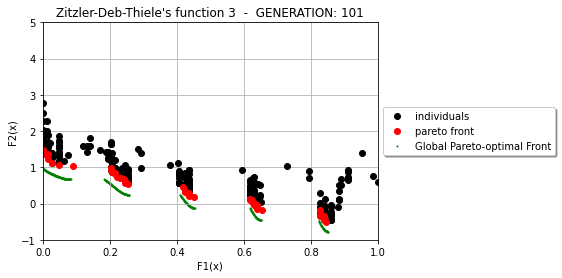 Zitzler-Deb-Thiele's function 3 - GENERATION: 101
5
4
3
2
1
0
−1
F2(x)
0.0 0.2 0.4 0.6 0.8 1.0
F1(x)
individuals
pareto front
Global Pareto-optimal Front